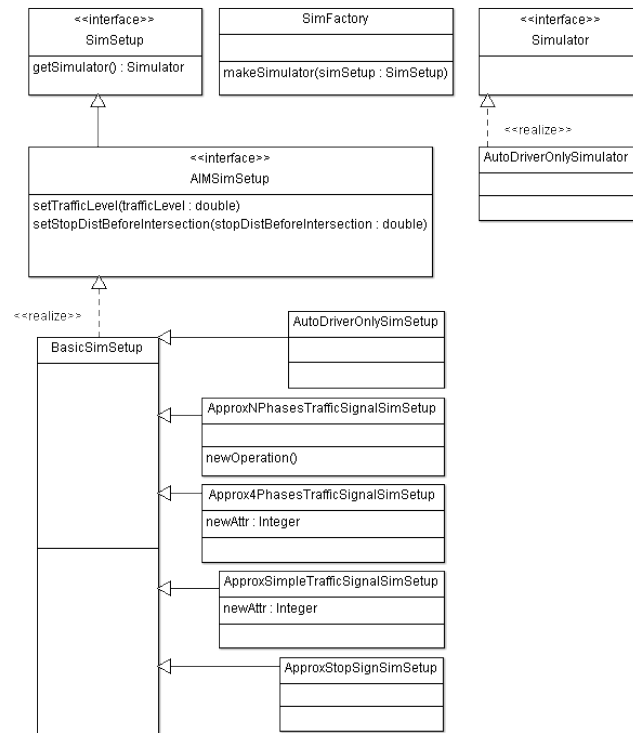 <<interface>>
SimSetup
getSimulator() : Simulator
SimFactory
makeSimulator(simSetup : SimSetup)
<<interface>>
Simulator
<<realize>>
AutoDriverOnlySimulator
<<interface>>
AIMSimSetup
setTrafficLevel(trafficLevel : double)
setStopDistBeforeIntersection(stopDistBeforeIntersection : double)
<<realize>>
BasicSimSetup
AutoDriverOnlySimSetup
ApproxNPhasesTrafficSignalSimSetup
newOperation()
Approx4PhasesTrafficSignalSimSetup
newAttr : Integer
ApproxSimpleTrafficSignalSimSetup
newAttr : Integer
ApproxStopSignSimSetup